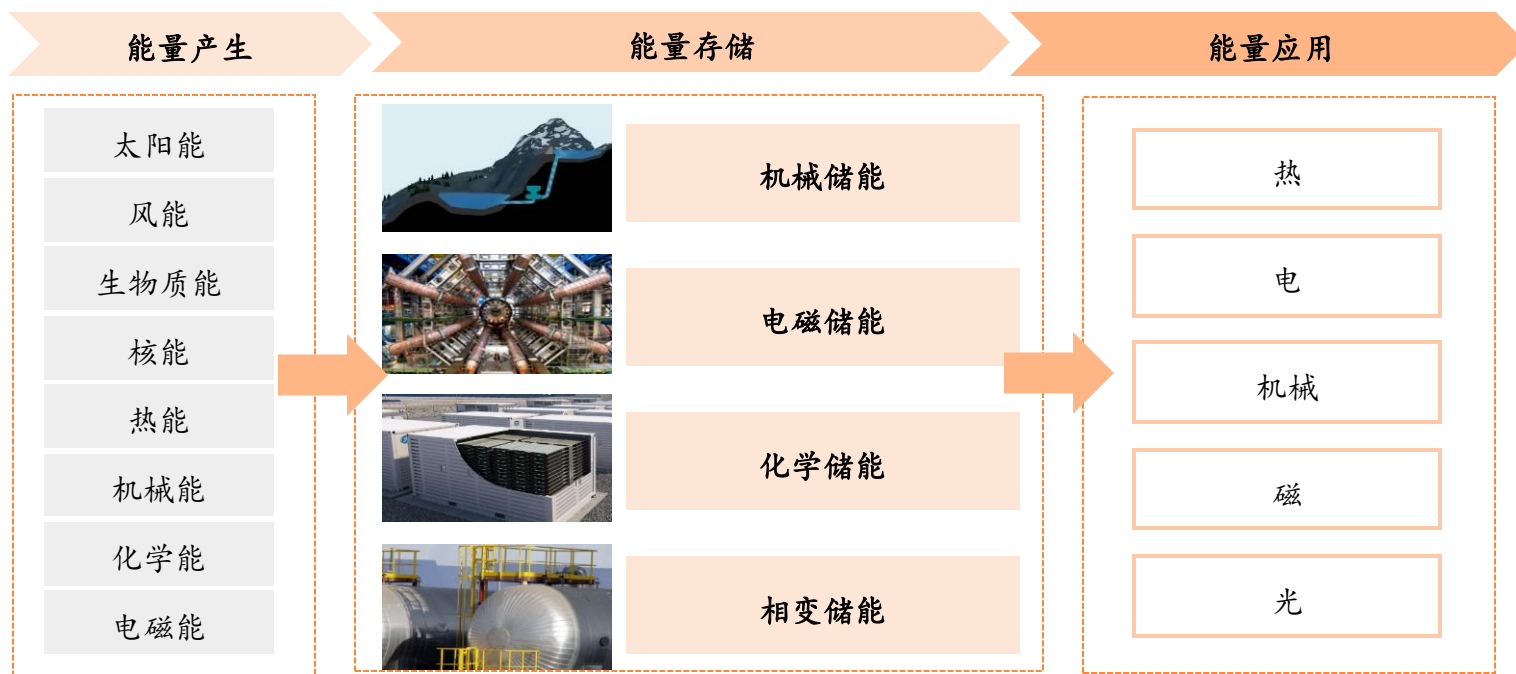 能量产生
能量存储
能量应用
太阳能
风能
生物质能
核能
热能
机械能
化学能
电磁能
机械储能
电磁储能
化学储能
相变储能
热
电
机械
磁
光